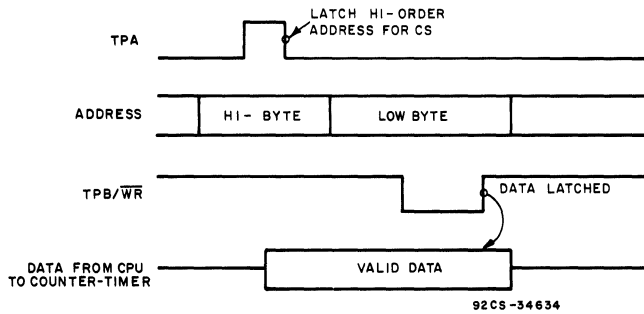 LATCH HI-ORDER
ADDRESS FOR CS
TPA
ADDRESS
HI- BYTE
LOW BYTE
TPB/W̅R̅
DATA LATCHED
DATA FROM CPU
TO COUNTER-TIMER
VALID DATA
92CS-34634